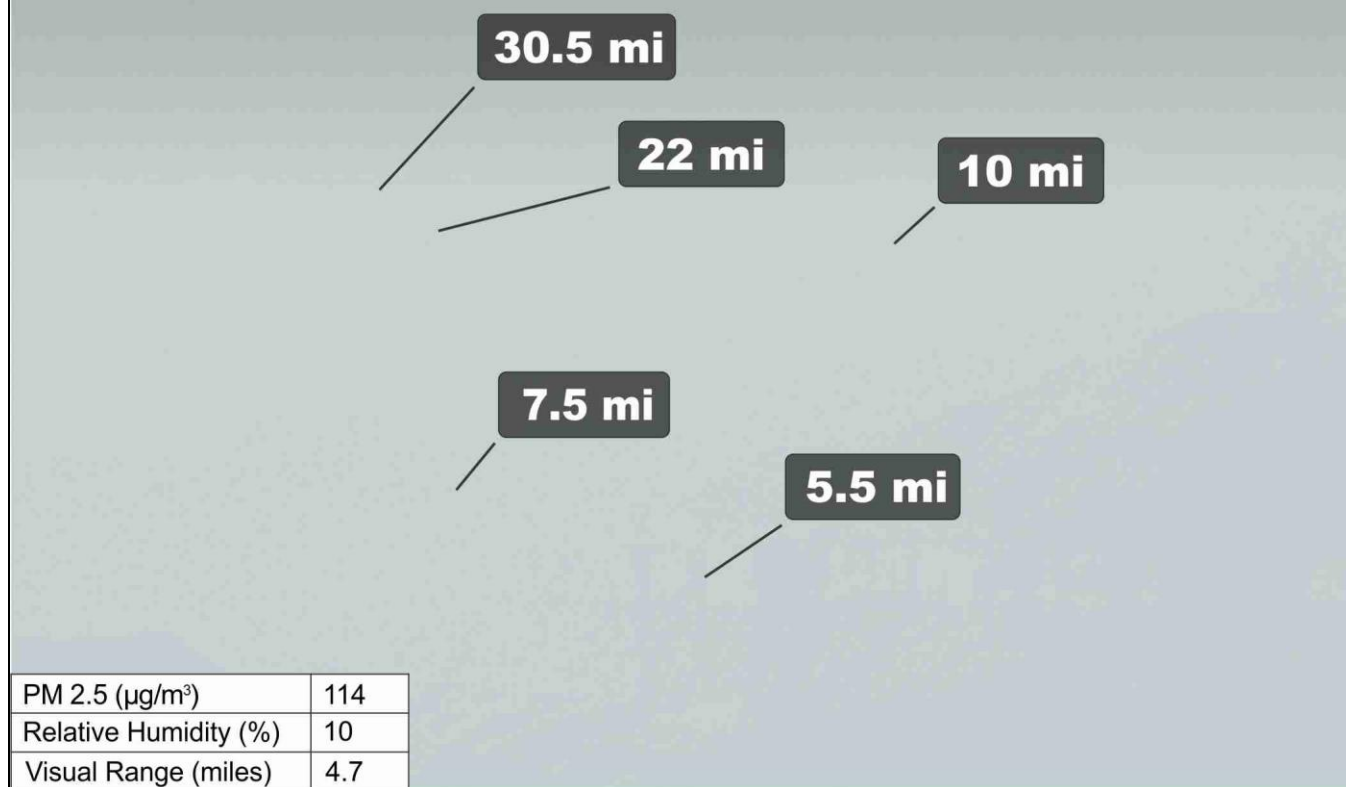 30.5 mi
22 mi
10 mi
7.5 mi
5.5 mi
PM 2.5 (µg/m³) 114
Relative Humidity (%) 10
Visual Range (miles) 4.7